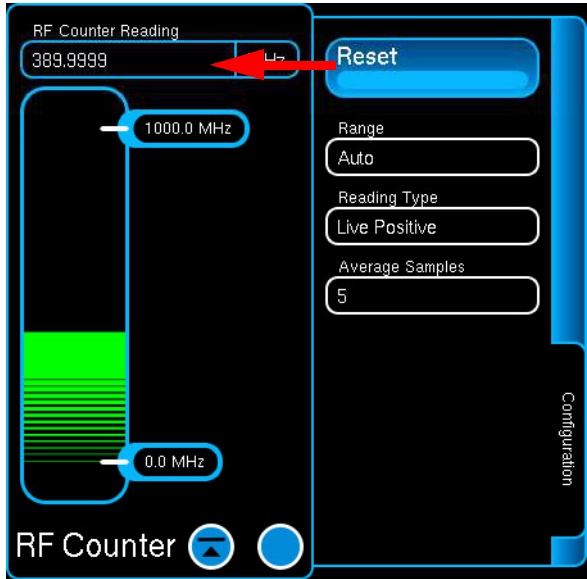 RF Counter Reading
389.9999
Hz
1000.0 MHz
0.0 MHz
RF Counter
Reset
Range
Auto
Reading Type
Live Positive
Average Samples
5
Configuration